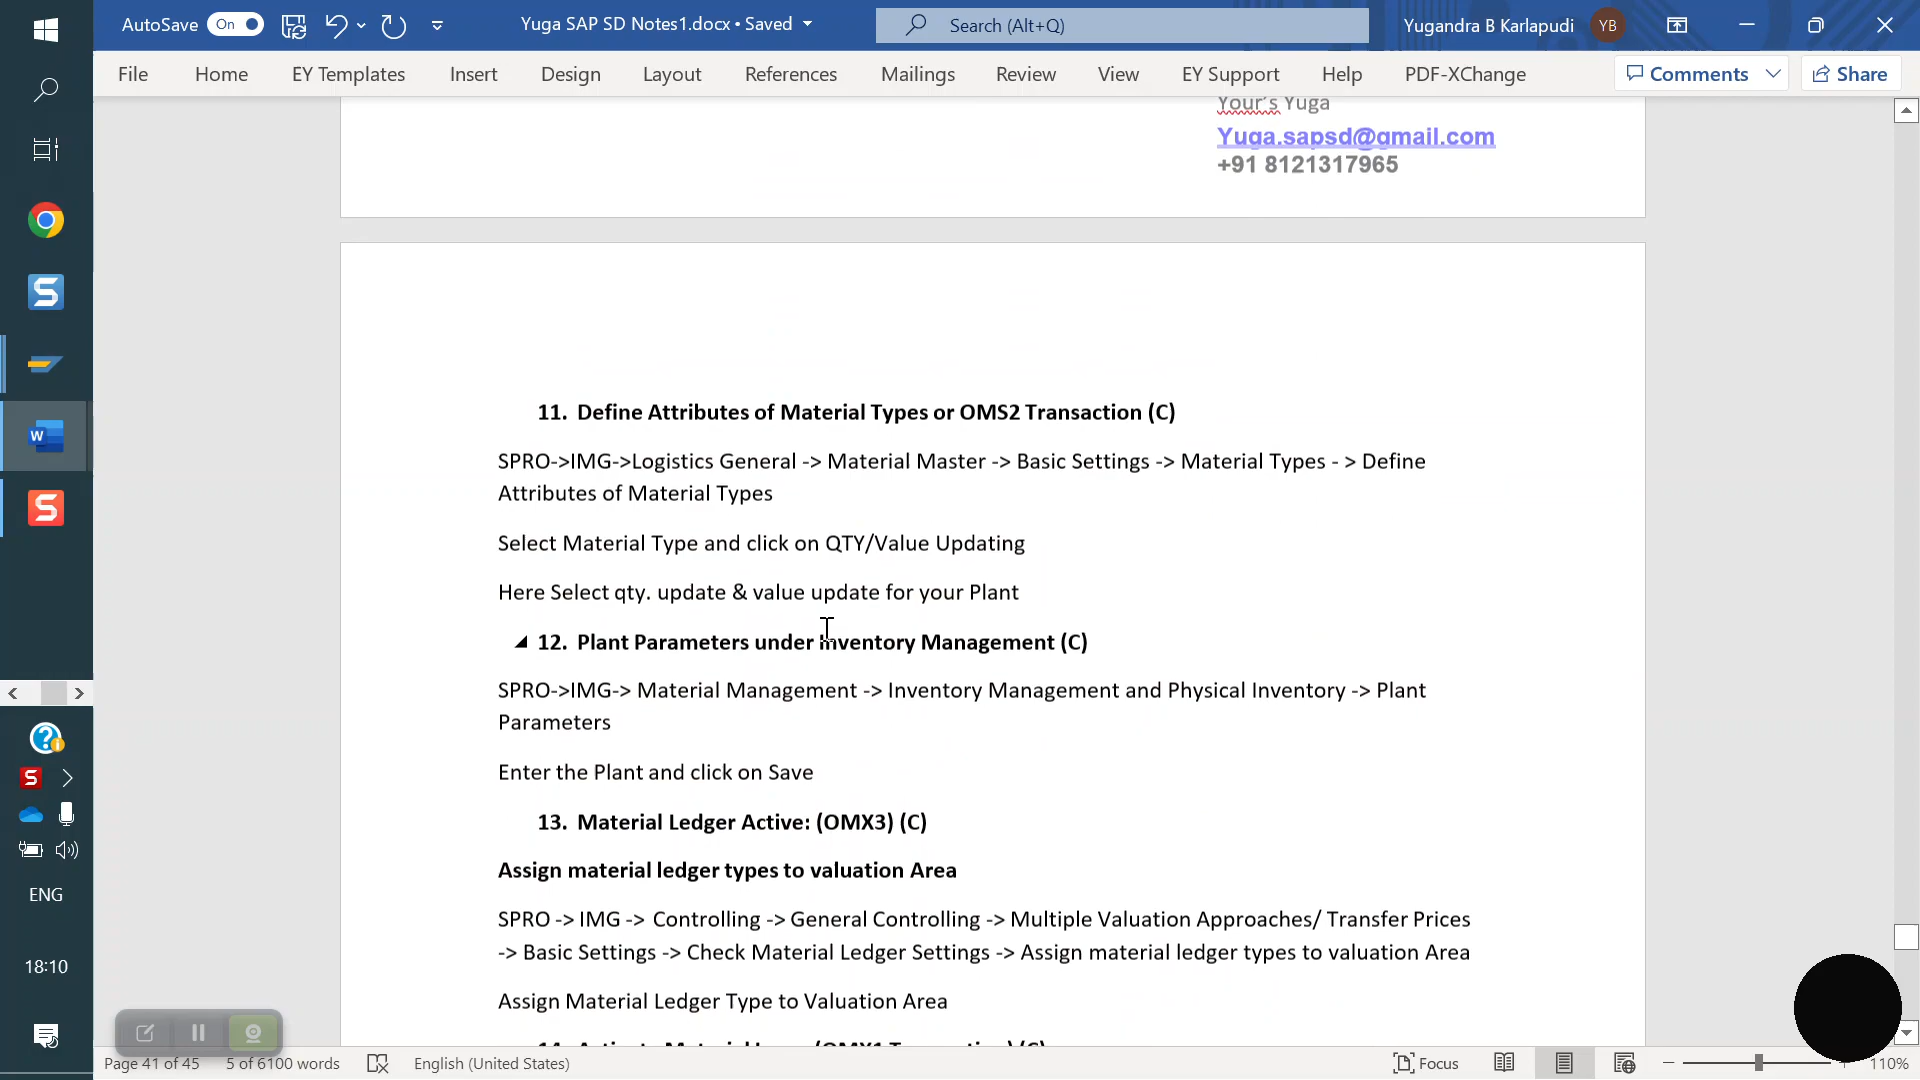 AutoSave On Yuga SAP SD Notes1.docx • Saved Search (Alt+Q) Yugandra B Karlapudi YB
File Home EY Templates Insert Design Layout References Mailings Review View EY Support Help PDF-XChange Comments Share
Your's Yuga
Yuga.sapsd@gmail.com
+91 8121317965
11. Define Attributes of Material Types or OMS2 Transaction (C)
SPRO->IMG->Logistics General -> Material Master -> Basic Settings -> Material Types - > Define
Attributes of Material Types
Select Material Type and click on QTY/Value Updating
Here Select qty. update & value update for your Plant
12. Plant Parameters under Inventory Management (C)
SPRO->IMG-> Material Management -> Inventory Management and Physical Inventory -> Plant
Parameters
Enter the Plant and click on Save
13. Material Ledger Active: (OMX3) (C)
Assign material ledger types to valuation Area
SPRO -> IMG -> Controlling -> General Controlling -> Multiple Valuation Approaches/ Transfer Prices
-> Basic Settings -> Check Material Ledger Settings -> Assign material ledger types to valuation Area
Assign Material Ledger Type to Valuation Area
ENG
18:10
Page 41 of 45 5 of 6100 words English (United States) Focus 110%